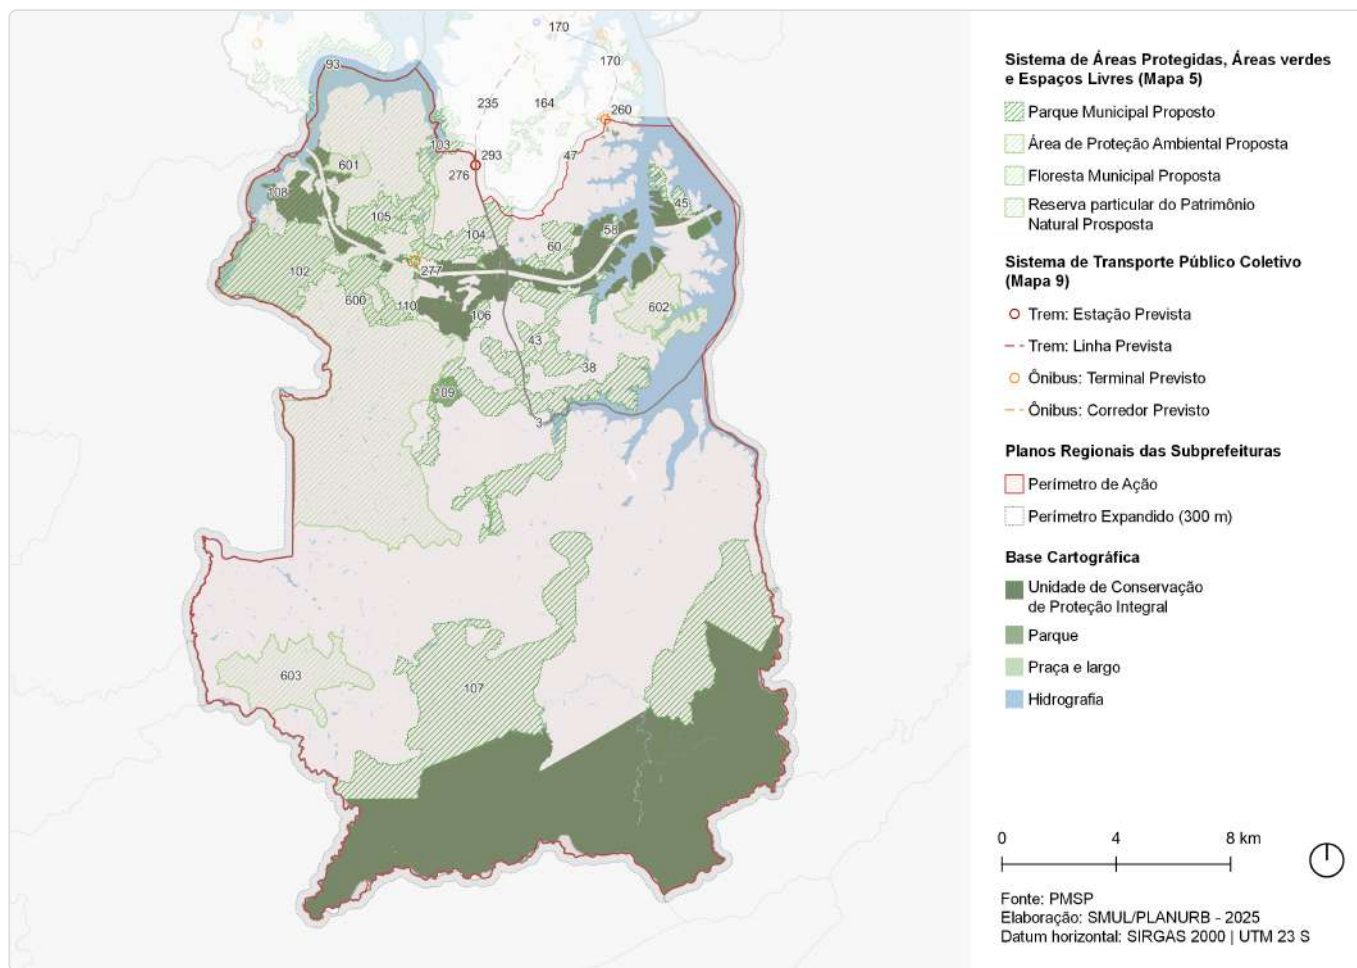 170
93
170
235
164
260
103
293
47
276
601
108
45
105
58
104
60
277
102
600
110
602
106
43
38
109
3
603
107
Sistema de Áreas Protegidas, Áreas verdes
e Espaços Livres (Mapa 5)
Parque Municipal Proposto
Área de Proteção Ambiental Proposta
Floresta Municipal Proposta
Reserva particular do Patrimônio
Natural Prosposta
Sistema de Transporte Público Coletivo
(Mapa 9)
Trem: Estação Prevista
Trem: Linha Prevista
Ônibus: Terminal Previsto
Ônibus: Corredor Previsto
Planos Regionais das Subprefeituras
Perímetro de Ação
Perímetro Expandido (300 m)
Base Cartográfica
Unidade de Conservação
de Proteção Integral
Parque
Praça e largo
Hidrografia
0 4 8 km
Fonte: PMSP
Elaboração: SMUL/PLANURB - 2025
Datum horizontal: SIRGAS 2000 | UTM 23 S